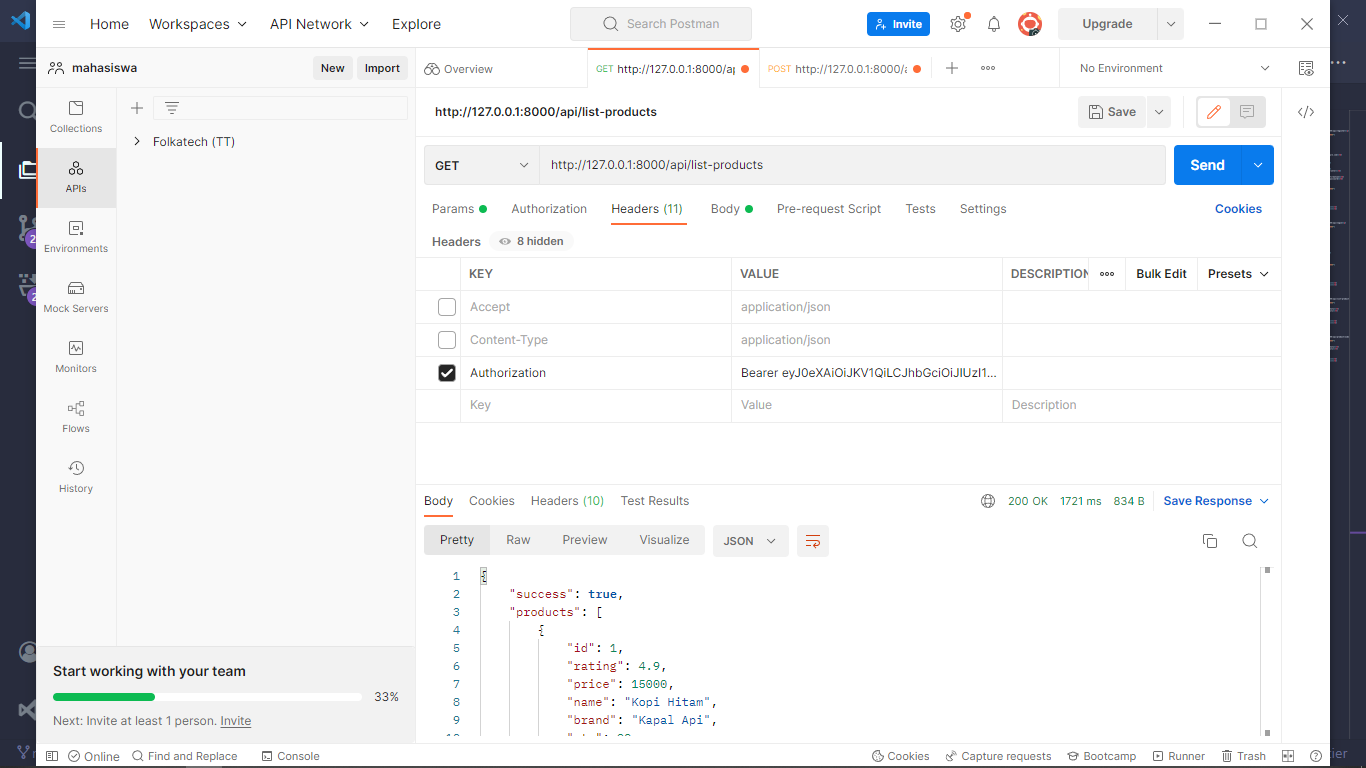 Home Workspaces API Network Explore Search Postman Invite Upgrade
mahasiswa New Import Overview GET http://127.0.0.1:8000/ap POST http://127.0.0.1:8000/a No Environment
Collections
APIs
Environments
Mock Servers
Monitors
Flows
History
Folkatech (TT)
http://127.0.0.1:8000/api/list-products Save
GET http://127.0.0.1:8000/api/list-products Send
Params Authorization Headers (11) Body Pre-request Script Tests Settings Cookies
Headers 8 hidden
KEY VALUE DESCRIPTION Bulk Edit Presets
Accept application/json
Content-Type application/json
Authorization Bearer eyJ0eXAiOiJKV1QiLCJhbGciOiJIUzI1...
Key Value Description
Body Cookies Headers (10) Test Results 200 OK 1721 ms 834 B Save Response
Pretty Raw Preview Visualize JSON
1 {
2 "success": true,
3 "products": [
4 {
5 "id": 1,
6 "rating": 4.9,
7 "price": 15000,
8 "name": "Kopi Hitam",
9 "brand": "Kapal Api",
Start working with your team
33%
Next: Invite at least 1 person. Invite
Online Find and Replace Console Cookies Capture requests Bootcamp Runner Trash